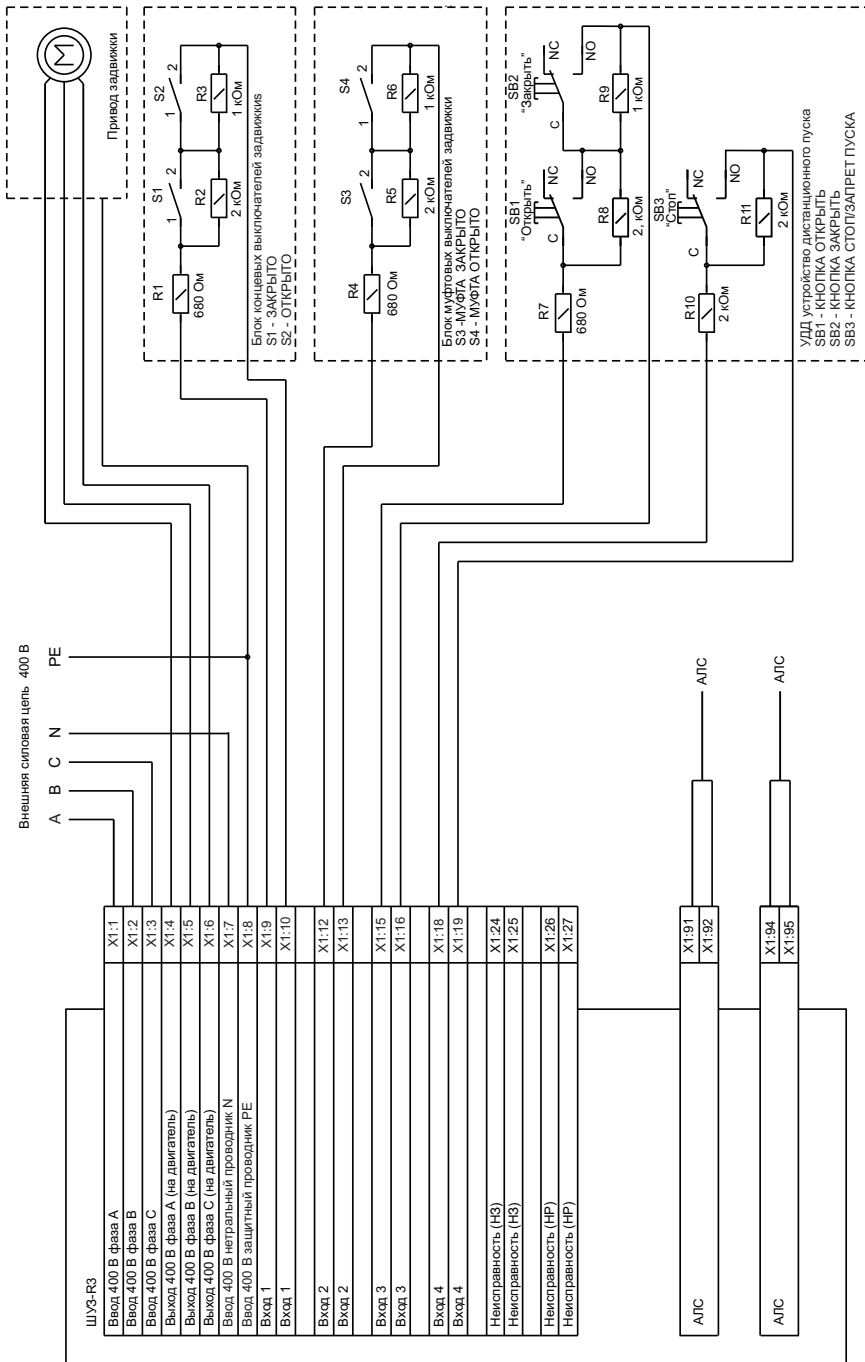 Внешняя силовая цепь 400 В
A
B
C
N
PE
ШУЗ-R3
Ввод 400 В фаза А
X1:1
Ввод 400 В фаза В
X1:2
Ввод 400 В фаза С
X1:3
Выход 400 В фаза А (на двигатель)
X1:4
Выход 400 В фаза В (на двигатель)
X1:5
Выход 400 В фаза С (на двигатель)
X1:6
Ввод 400 В нетральный проводник N
X1:7
Ввод 400 В защитный проводник PE
X1:8
Вход 1
X1:9
Вход 1
X1:10
Вход 2
X1:12
Вход 2
X1:13
Вход 3
X1:15
Вход 3
X1:16
Вход 4
X1:18
Вход 4
X1:19
Неисправность (НЗ)
X1:24
Неисправность (НЗ)
X1:25
Неисправность (НР)
X1:26
Неисправность (НР)
X1:27
АЛС
X1:91
X1:92
АЛС
АЛС
X1:94
X1:95
АЛС
M
Привод задвижки
S1
1
2
S2
1
2
R1
680 Ом
R2
2 кОм
R3
1 кОм
Блок концевых выключателей задвижкиs
S1 - ЗАКРЫТО
S2 - ОТКРЫТО
S3
1
2
S4
1
2
R4
680 Ом
R5
2 кОм
R6
1 кОм
Блок муфтовых выключателей задвижки
S3 -МУФТА ЗАКРЫТО
S4 - МУФТА ОТКРЫТО
SB1
"Открыть"
C
NC
NO
SB2
"Закрыть"
C
NC
NO
R7
680 Ом
R8
2, кОм
R9
1 кОм
SB3
"Стоп"
C
NC
NO
R10
2 кОм
R11
2 кОм
УДД устройство дистанционного пуска
SB1 - КНОПКА ОТКРЫТЬ
SB2 - КНОПКА ЗАКРЫТЬ
SB3 - КНОПКА СТОП/ЗАПРЕТ ПУСКА